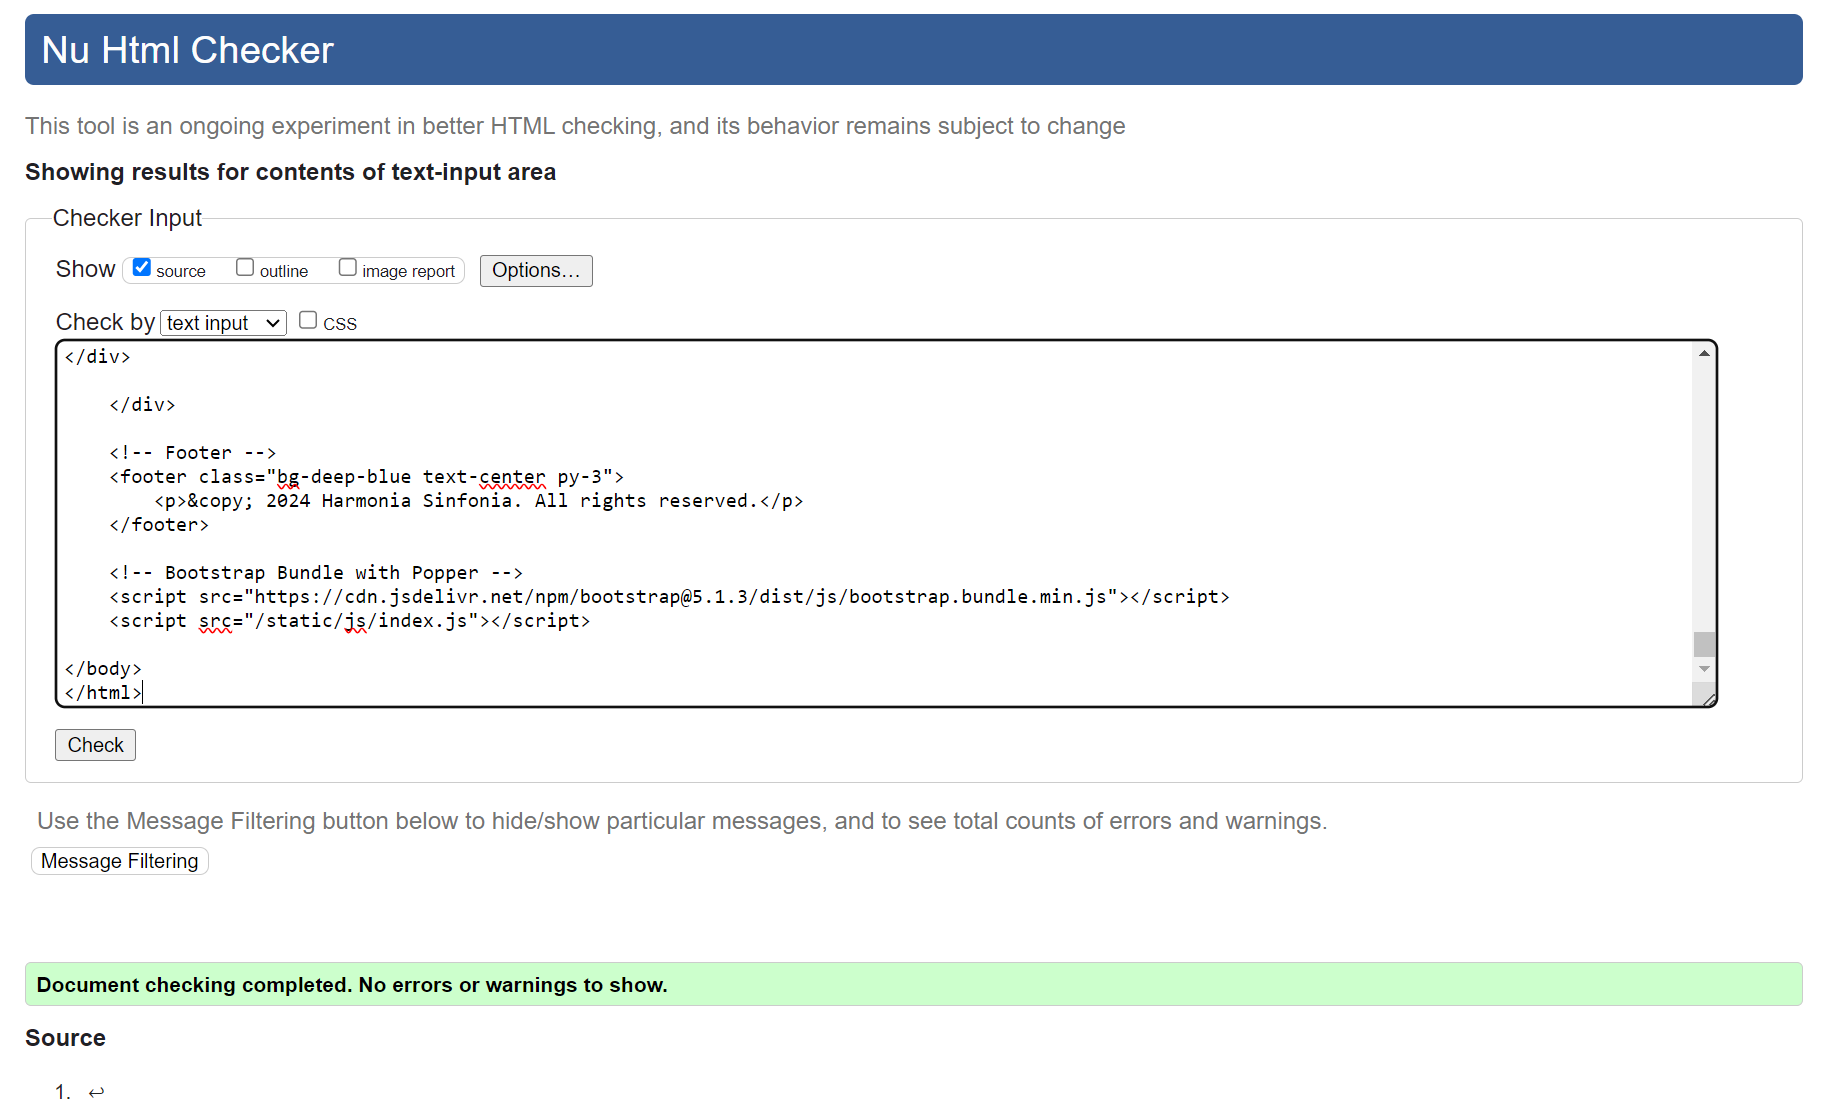 Nu Html Checker
This tool is an ongoing experiment in better HTML checking, and its behavior remains subject to change
Showing results for contents of text-input area
Checker Input
Show source outline image report Options...
Check by text input CSS
</div>
</div>
<!-- Footer -->
<footer class="bg-deep-blue text-center py-3">
<p>&copy; 2024 Harmonia Sinfonia. All rights reserved.</p>
</footer>
<!-- Bootstrap Bundle with Popper -->
<script src="https://cdn.jsdelivr.net/npm/bootstrap@5.1.3/dist/js/bootstrap.bundle.min.js"></script>
<script src="/static/js/index.js"></script>
</body>
</html>
Check
Use the Message Filtering button below to hide/show particular messages, and to see total counts of errors and warnings.
Message Filtering
Document checking completed. No errors or warnings to show.
Source
1. ↩